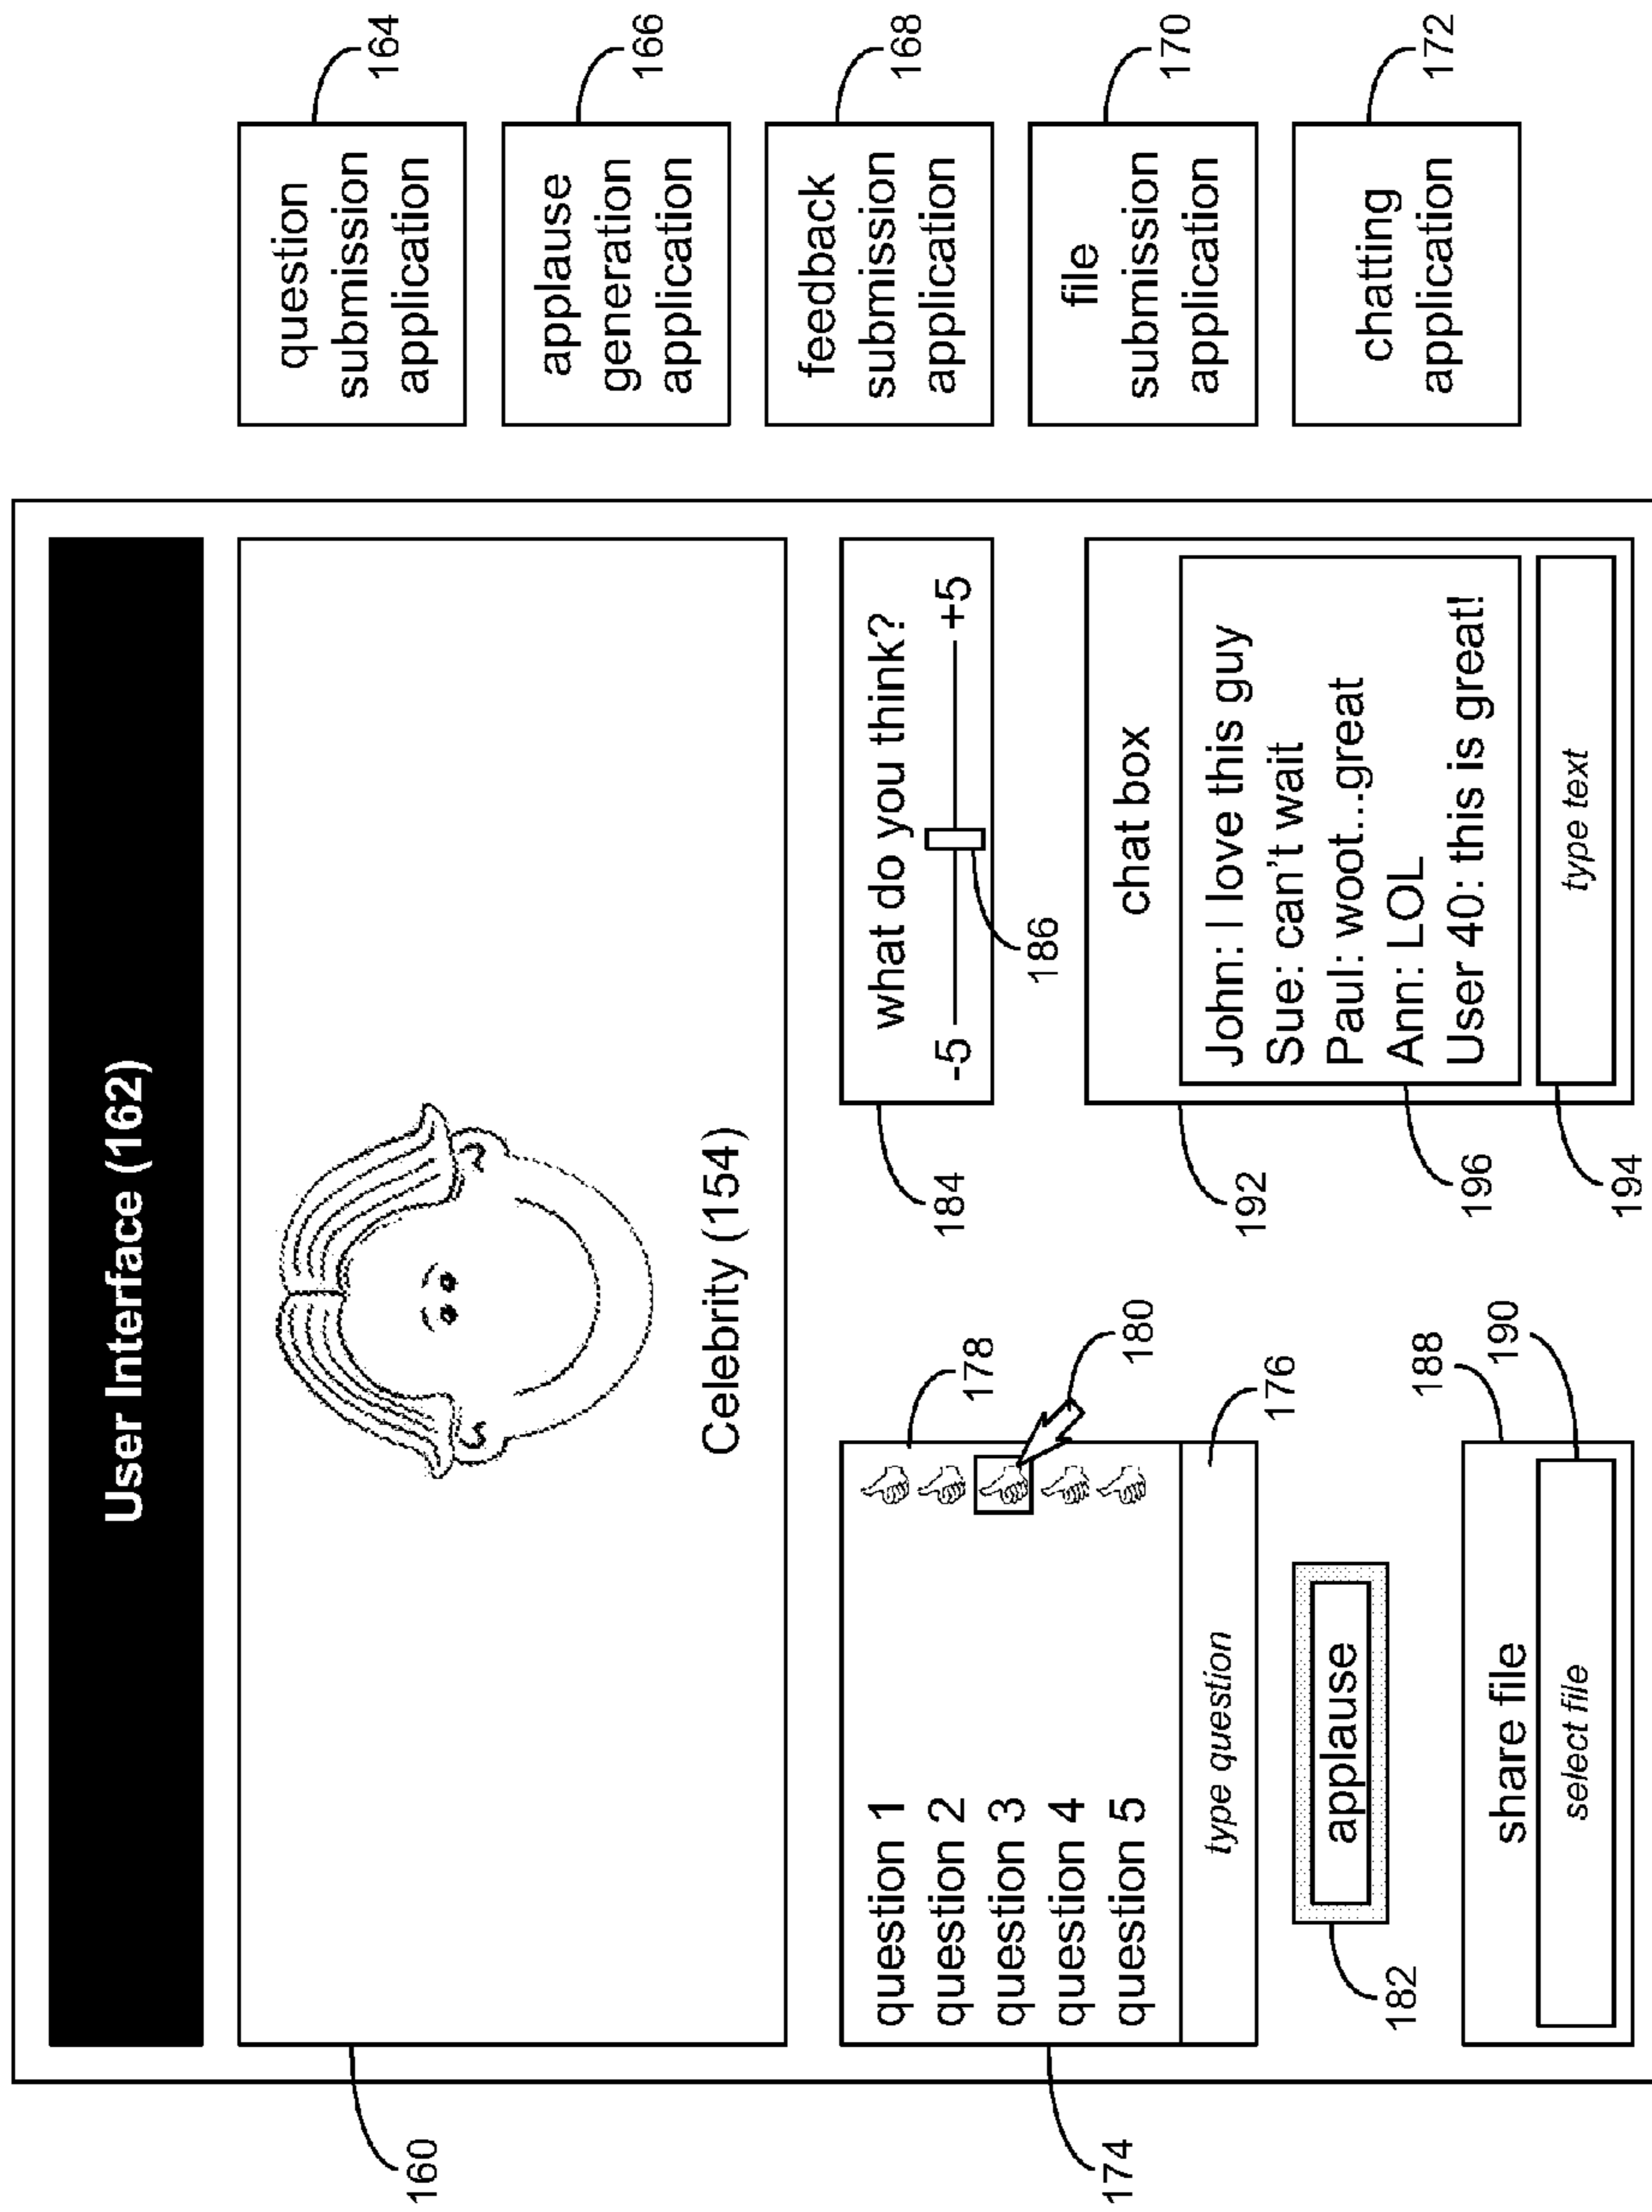 User Interface (162)
160
Celebrity (154)
174
question 1
question 2
question 3
question 4
question 5
178
180
type question
176
182
applause
188
share file
190
select file
184
what do you think?
-5
+5
186
192
chat box
196
John: I love this guy
Sue: can't wait
Paul: woot....great
Ann: LOL
User 40: this is great!
194
type text
question
submission
application
164
applause
generation
application
166
feedback
submission
application
168
file
submission
application
170
chatting
application
172